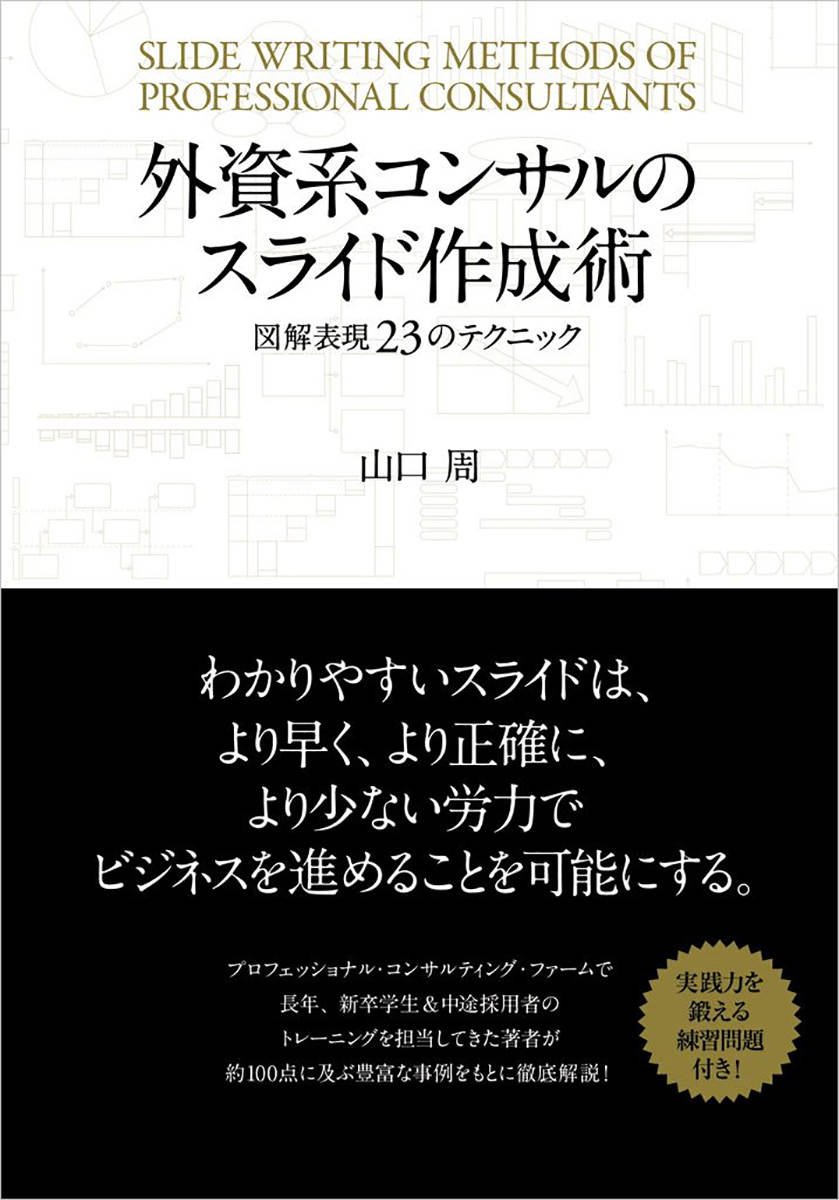 SLIDE WRITING METHODS OF
PROFESSIONAL CONSULTANTS
外資系コンサルの
スライド作成術
図解表現23のテクニック
山口 周
わかりやすいスライドは、
より早く、より正確に、
より少ない労力で
ビジネスを進めることを可能にする。
プロフェッショナル・コンサルティング・ファームで
長年、新卒学生&中途採用者の
トレーニングを担当してきた著者が
約100点に及ぶ豊富な事例をもとに徹底解説!
実践力を
鍛える
練習問題
付き!